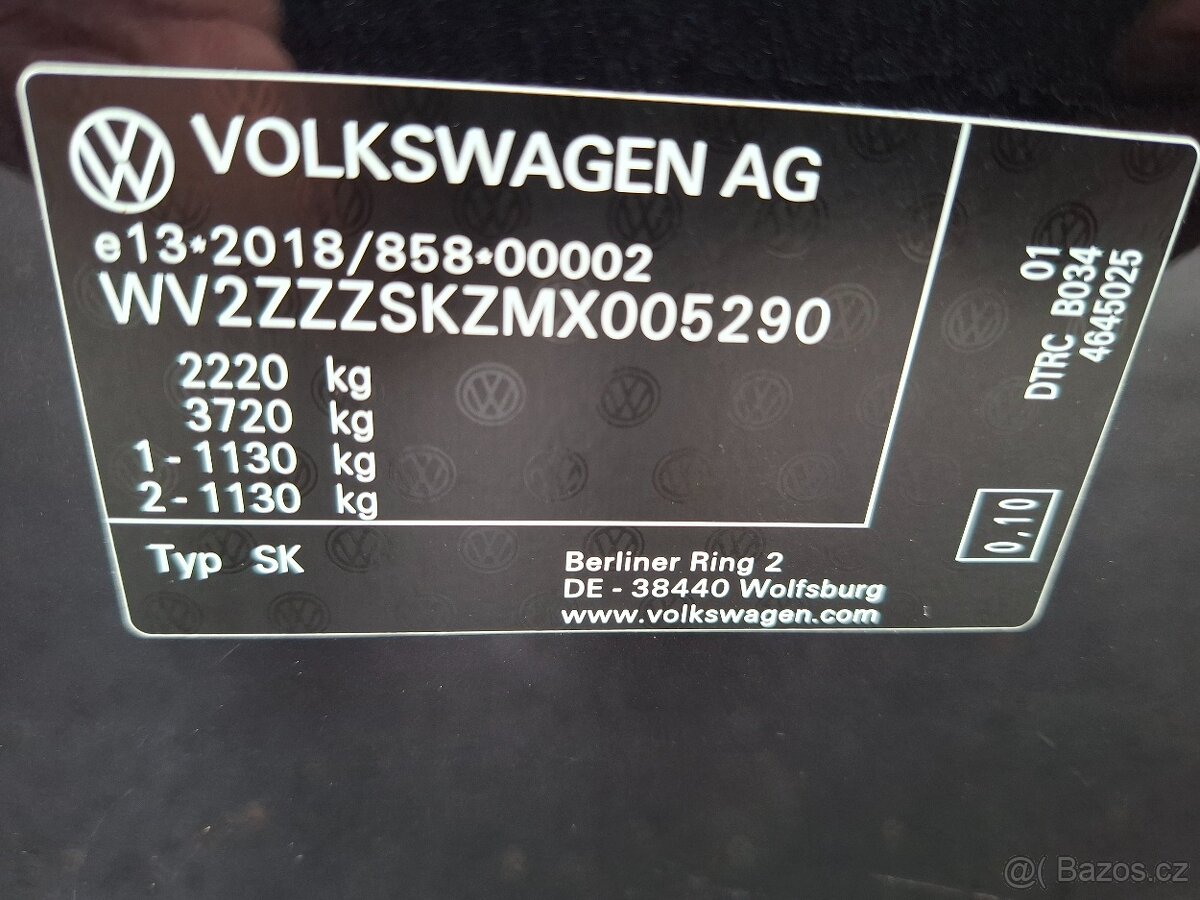 VOLKSWAGEN AG
e13*2018/858*00002
WV2ZZZSKZMX005290
2220 kg
3720 kg
1-1130 kg
2-1130 kg
Typ SK
Berliner Ring 2
DE - 38440 Wolfsburg
www.volkswagen.com
01
DTRC B034
4645025
0,10
@( Bazos.cz